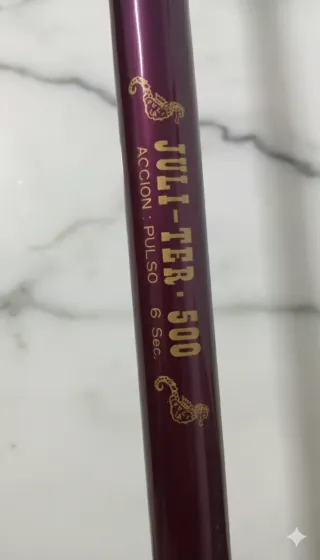 JULI-TER·500
ACCION: PULSO 6 Sec.